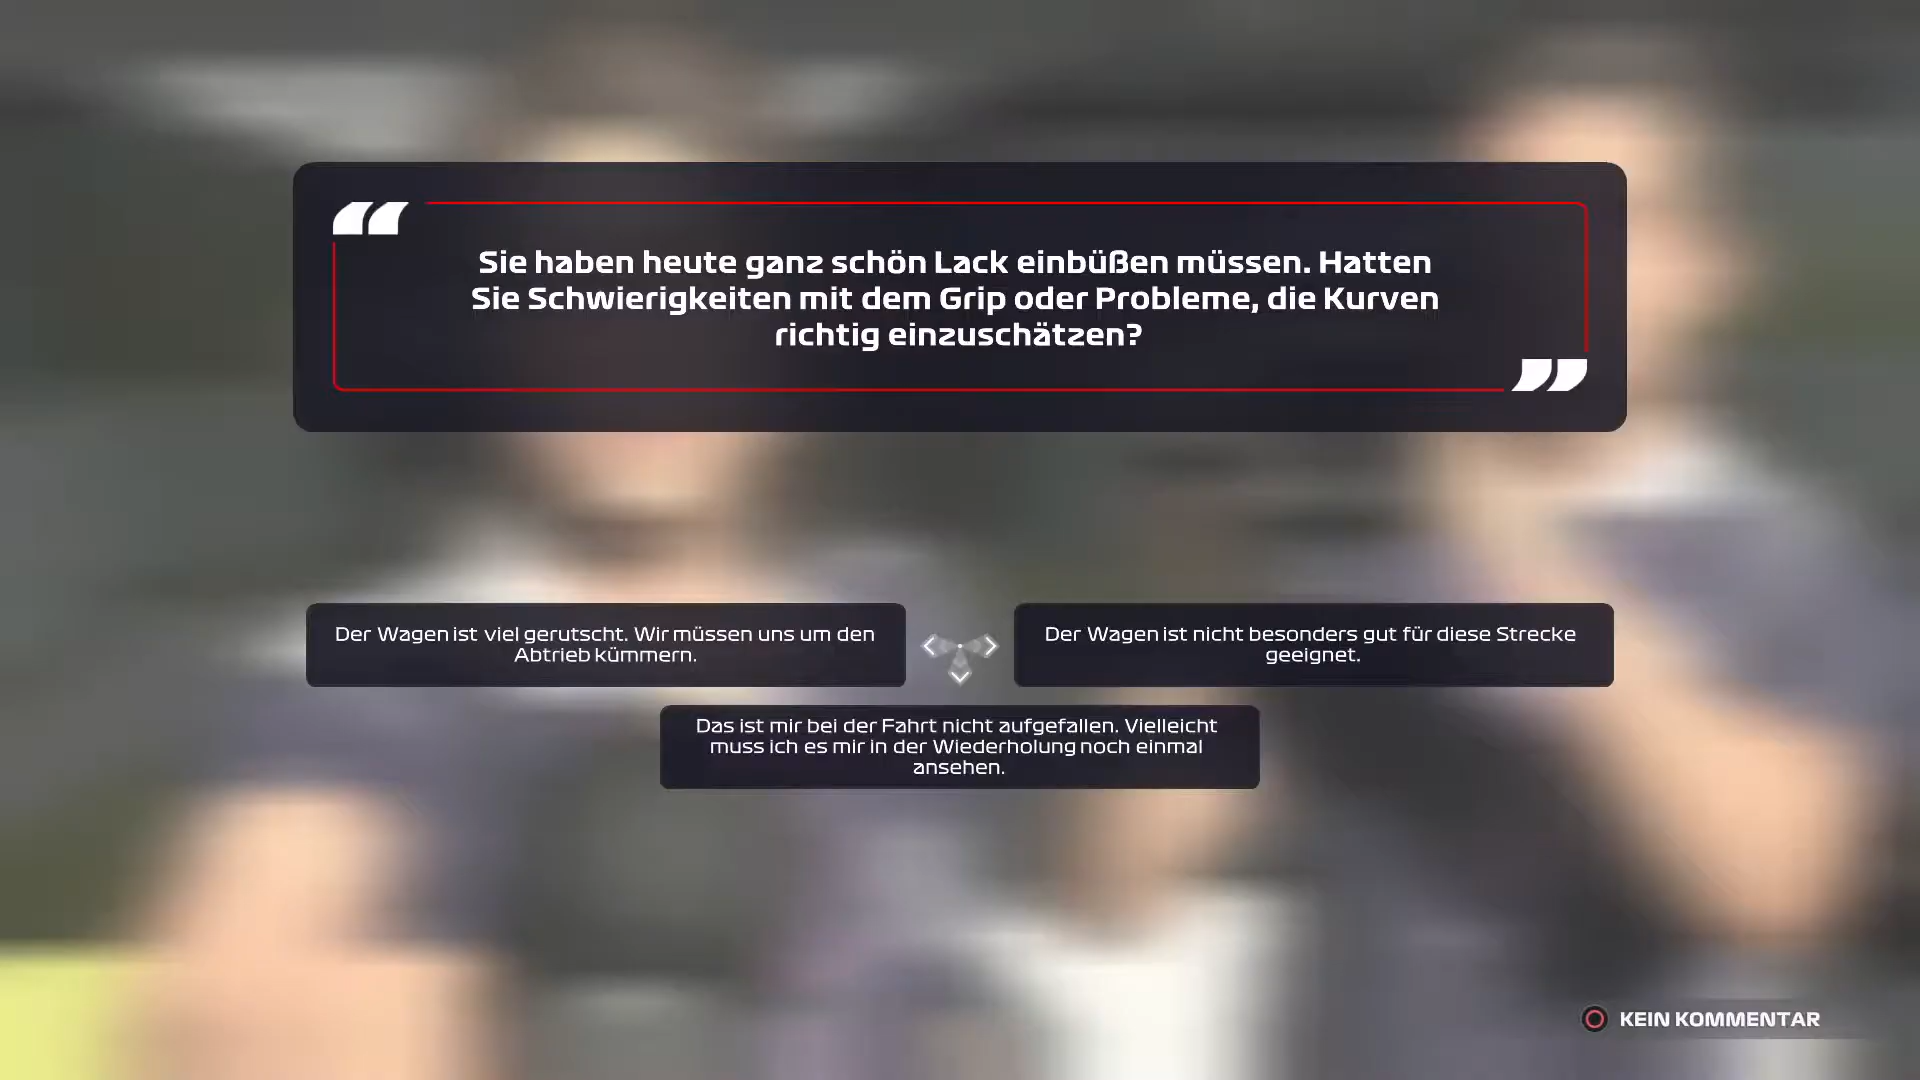 Sie haben heute ganz schön Lack einbüßen müssen. Hatten
Sie Schwierigkeiten mit dem Grip oder Probleme, die Kurven
richtig einzuschätzen?
Der Wagen ist viel gerutscht. Wir müssen uns um den
Abtrieb kümmern.
Der Wagen ist nicht besonders gut für diese Strecke
geeignet.
Das ist mir bei der Fahrt nicht aufgefallen. Vielleicht
muss ich es mir in der Wiederholung noch einmal
ansehen.
KEIN KOMMENTAR